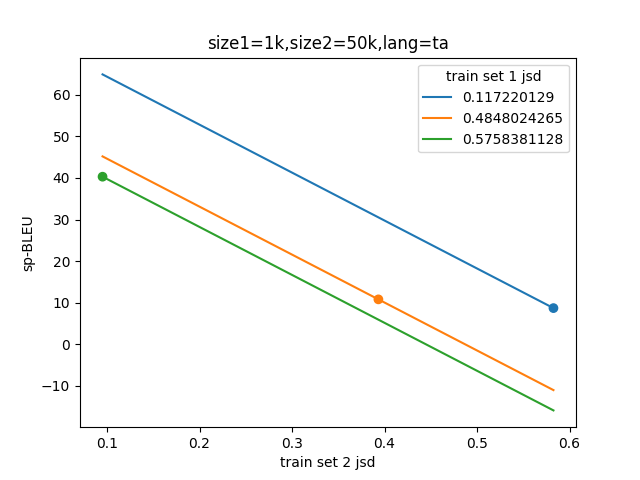 size1=1k,size2=50k,lang=ta
train set 1 jsd
0.117220129
0.4848024265
0.5758381128
60
50
40
30
20
10
0
−10
sp-BLEU
0.1 0.2 0.3 0.4 0.5 0.6
train set 2 jsd